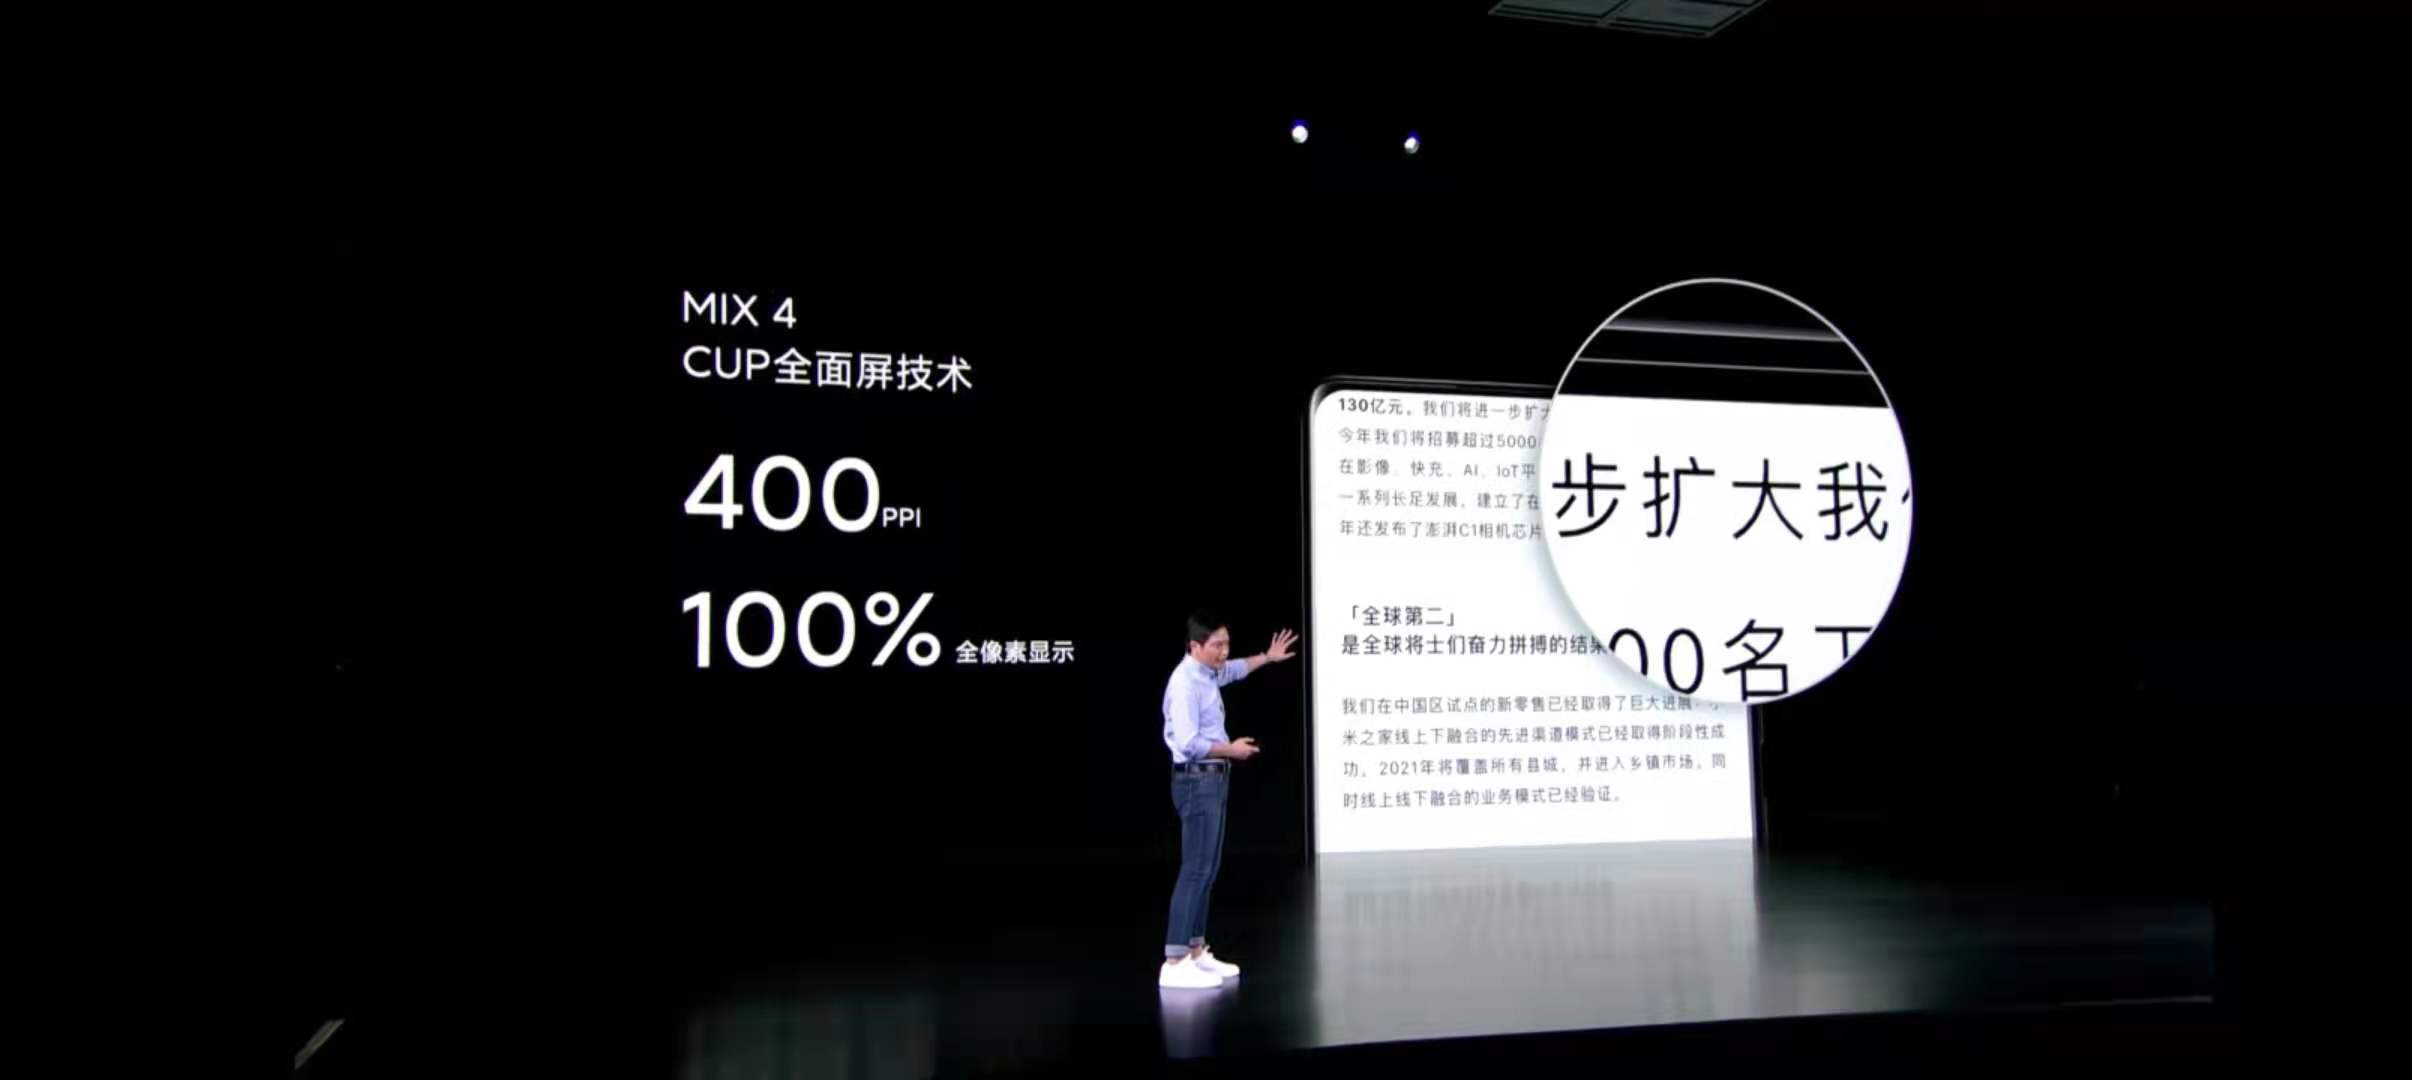 MIX 4
CUP全面屏技术
400PPI
100% 全像素显示
130亿元。我们将进一步扩大
今年我们将招募超过5000
在影像、快充、AI、IoT平
一系列长足发展，建立了在
年还发布了澎湃C1相机芯片
「全球第二」
是全球将士们奋力拼搏的结果
我们在中国区试点的新零售已经取得了巨大进展，小
米之家线上下融合的先进渠道模式已经取得阶段性成
功，2021年将覆盖所有县城，并进入乡镇市场。同
时线上线下融合的业务模式已经验证。
步扩大我
00名